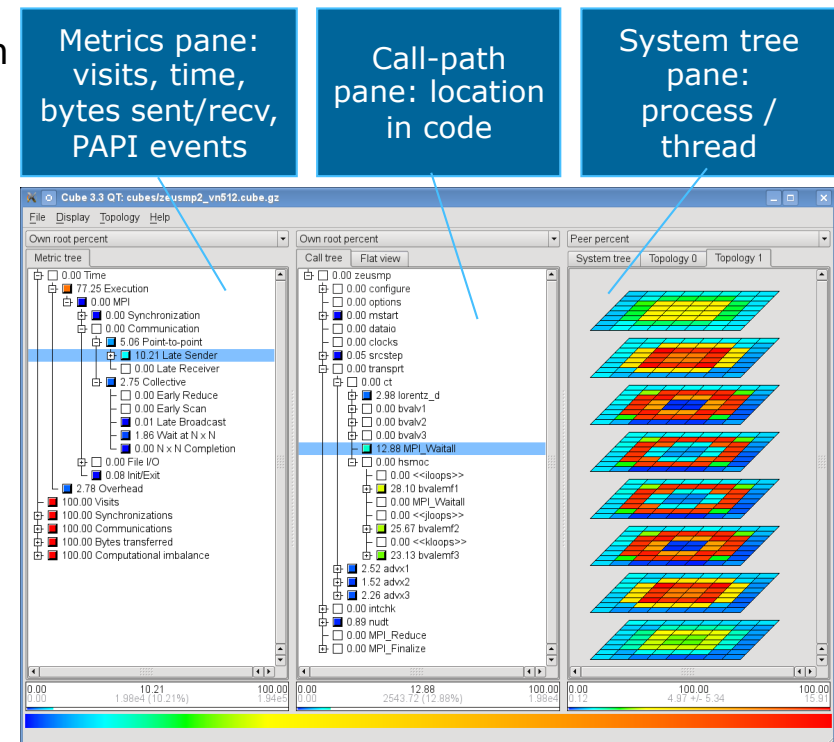 Metrics pane:
visits, time,
bytes sent/recv,
PAPI events
Call-path
pane: location
in code
System tree
pane:
process /
thread
Cube 3.3 QT: cubes/zeusmp2_vn512.cube.gz
File Display Topology Help
Own root percent
Metric tree
0.00 Time
77.25 Execution
0.00 MPI
0.00 Synchronization
0.00 Communication
5.06 Point-to-point
10.21 Late Sender
0.00 Late Receiver
2.75 Collective
0.00 Early Reduce
0.00 Early Scan
0.01 Late Broadcast
1.86 Wait at N x N
0.00 N x N Completion
0.00 File I/O
0.08 Init/Exit
2.78 Overhead
100.00 Visits
100.00 Synchronizations
100.00 Communications
100.00 Bytes transferred
100.00 Computational imbalance
0.00 10.21 100.00
0.00 1.98e4 (10.21%) 1.94e5
Own root percent
Call tree Flat view
0.00 zeusmp
0.00 configure
0.00 options
0.00 mstart
0.00 dataio
0.00 clocks
0.05 srcstep
0.00 transprt
0.00 ct
2.98 lorentz_d
0.00 bvalv1
0.00 bvalv2
0.00 bvalv3
12.88 MPI_Waitall
0.00 hsmoc
0.00 <<iloops>>
28.10 bvalemf1
0.00 MPI_Waitall
0.00 <<jloops>>
25.67 bvalemf2
0.00 <<kloops>>
23.13 bvalemf3
2.52 advx1
1.52 advx2
2.26 advx3
0.00 intchk
0.89 nudt
0.00 MPI_Reduce
0.00 MPI_Finalize
0.00 12.88 100.00
0.00 2543.72 (12.88%) 1.98e4
Peer percent
System tree Topology 0 Topology 1
0.00 100.00 100.00
0.12 4.97 +/- 5.34 15.91